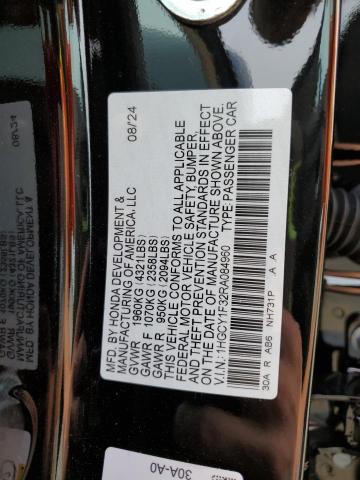 MFD. BY HONDA DEVELOPMENT &
MANUFACTURING OF AMERICA, LLC 08/24
GVWR 1960KG (4321LBS)
GAWR F 1070KG (2359LBS)
GAWR R 950KG (2094LBS)
THIS VEHICLE CONFORMS TO ALL APPLICABLE
FEDERAL MOTOR VEHICLE SAFETY, BUMPER,
AND THEFT PREVENTION STANDARDS IN EFFECT
ON THE DATE OF MANUFACTURE SHOWN ABOVE.
V.I.N.: 1HGCY1F32RA084960 TYPE: PASSENGER CAR
30A R AB6 NH731P A A
30A-A0